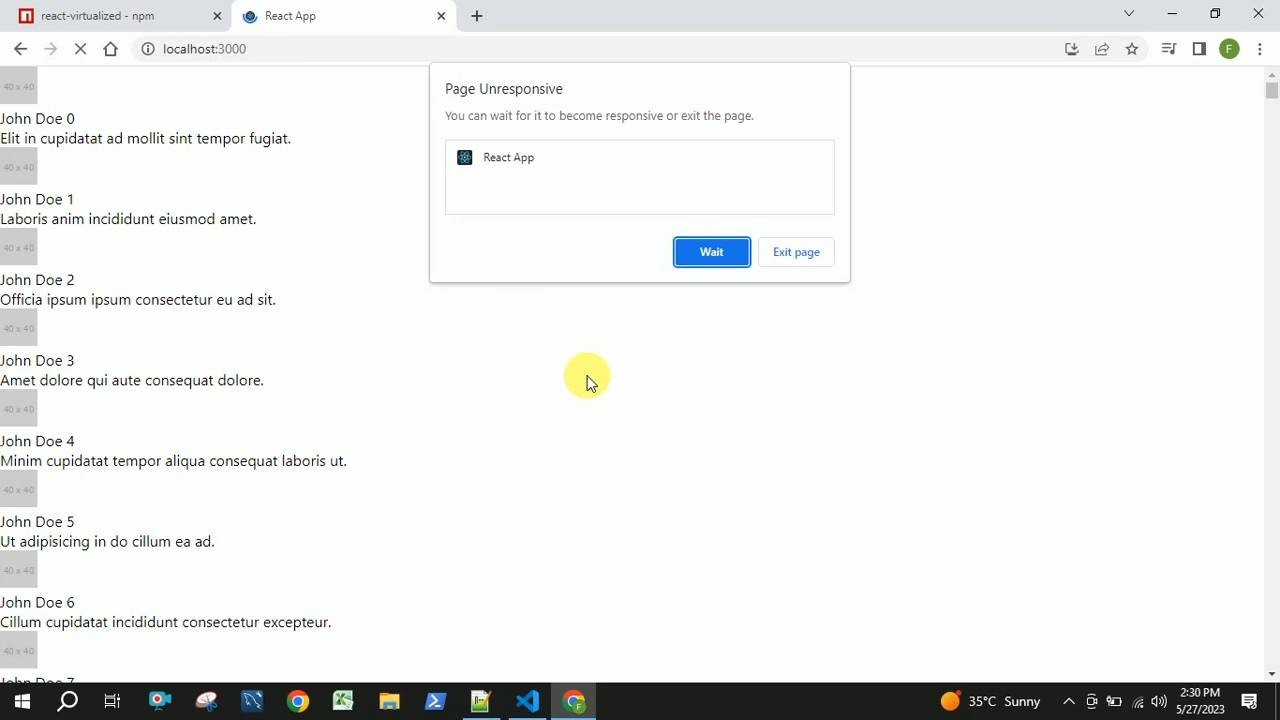 react-virtualized - npm
React App
localhost:3000
F
Page Unresponsive
You can wait for it to become responsive or exit the page.
React App
Wait
Exit page
40 x 40
John Doe 0
Elit in cupidatat ad mollit sint tempor fugiat.
40 x 40
John Doe 1
Laboris anim incididunt eiusmod amet.
40 x 40
John Doe 2
Officia ipsum ipsum consectetur eu ad sit.
40 x 40
John Doe 3
Amet dolore qui aute consequat dolore.
40 x 40
John Doe 4
Minim cupidatat tempor aliqua consequat laboris ut.
40 x 40
John Doe 5
Ut adipisicing in do cillum ea ad.
40 x 40
John Doe 6
Cillum cupidatat incididunt consectetur excepteur.
40 x 40
John Doe 7
35°C Sunny
2:30 PM
5/27/2023